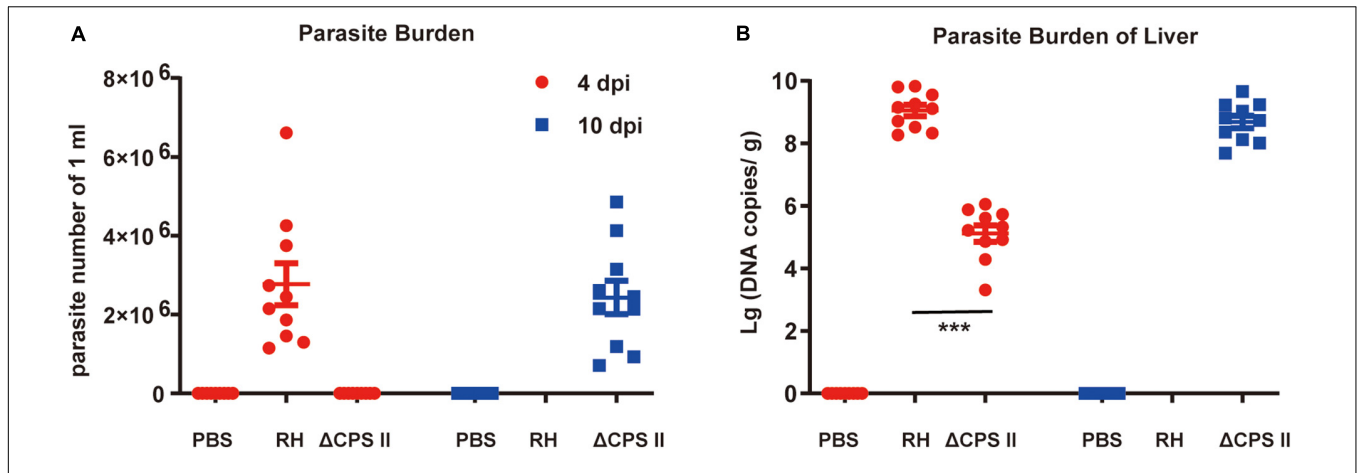 A
Parasite Burden
parasite number of 1 ml
8×10 6
6×10 6
4×10 6
2×10 6
0
4 dpi
10 dpi
PBS RH ΔCPS II PBS RH ΔCPS II
B
Parasite Burden of Liver
Lg (DNA copies/ g)
10
8
6
4
2
0
***
PBS RH ΔCPS II PBS RH ΔCPS II